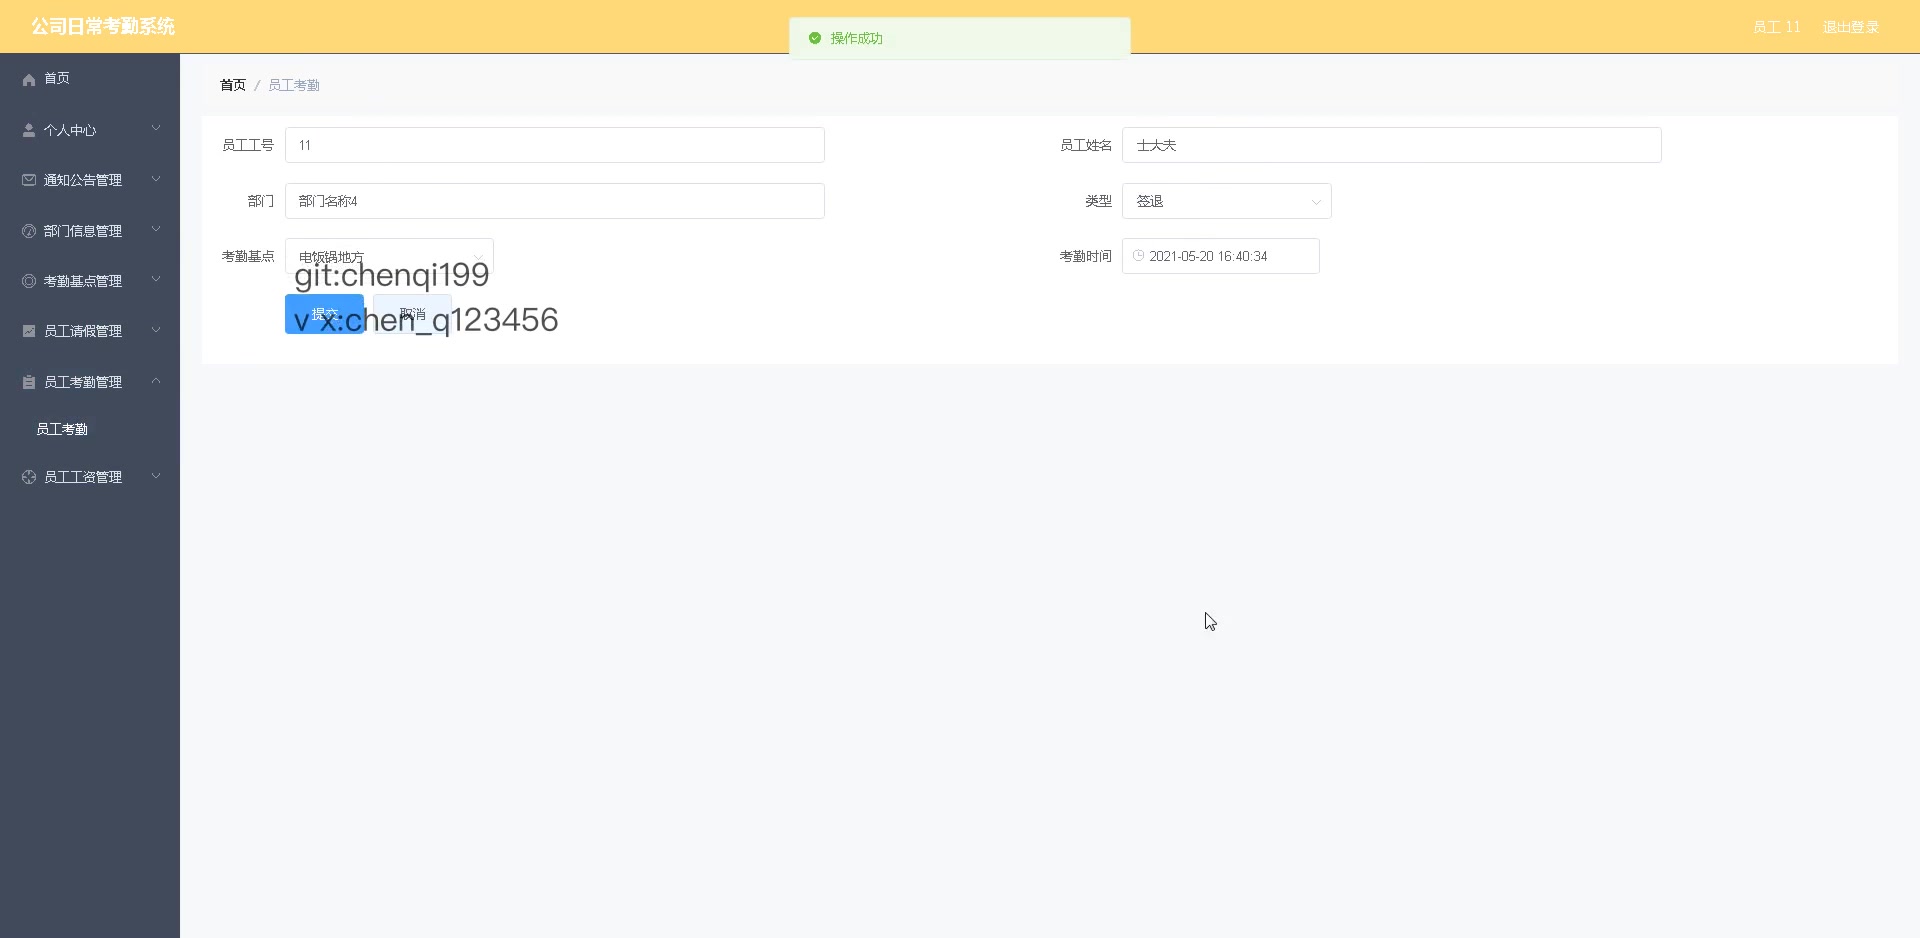 公司日常考勤系统
操作成功
员工 11
退出登录
首页
个人中心
通知公告管理
部门信息管理
考勤基点管理
员工请假管理
员工考勤管理
员工考勤
员工工资管理
首页 / 员工考勤
员工工号 11
员工姓名 士大夫
部门 部门名称4
类型 签退
考勤基点 电饭锅地方
考勤时间 2021-05-20 16:40:34
git:chenqi199
提交 取消
v x:chen_q123456